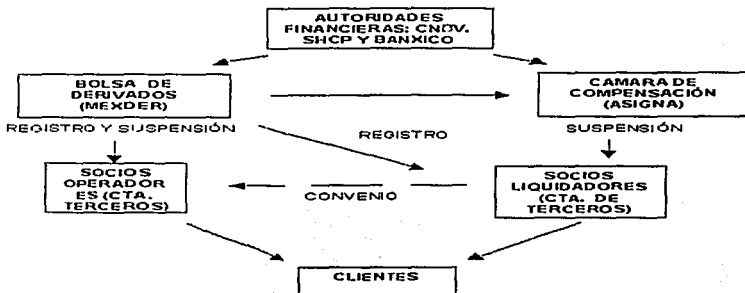 AUTORIDADES
FINANCIERAS: CNBV.
SHCP Y BANXICO
BOLSA DE
DERIVADOS
(MEXDER)
CAMARA DE
COMPENSACIÓN
(ASIGNA)
REGISTRO Y SUSPENSIÓN
REGISTRO
SUSPENSIÓN
SOCIOS
OPERADOR
ES (CTA.
TERCEROS)
CONVENIO
SOCIOS
LIQUIDADORES
(CTA. DE
TERCEROS)
CLIENTES